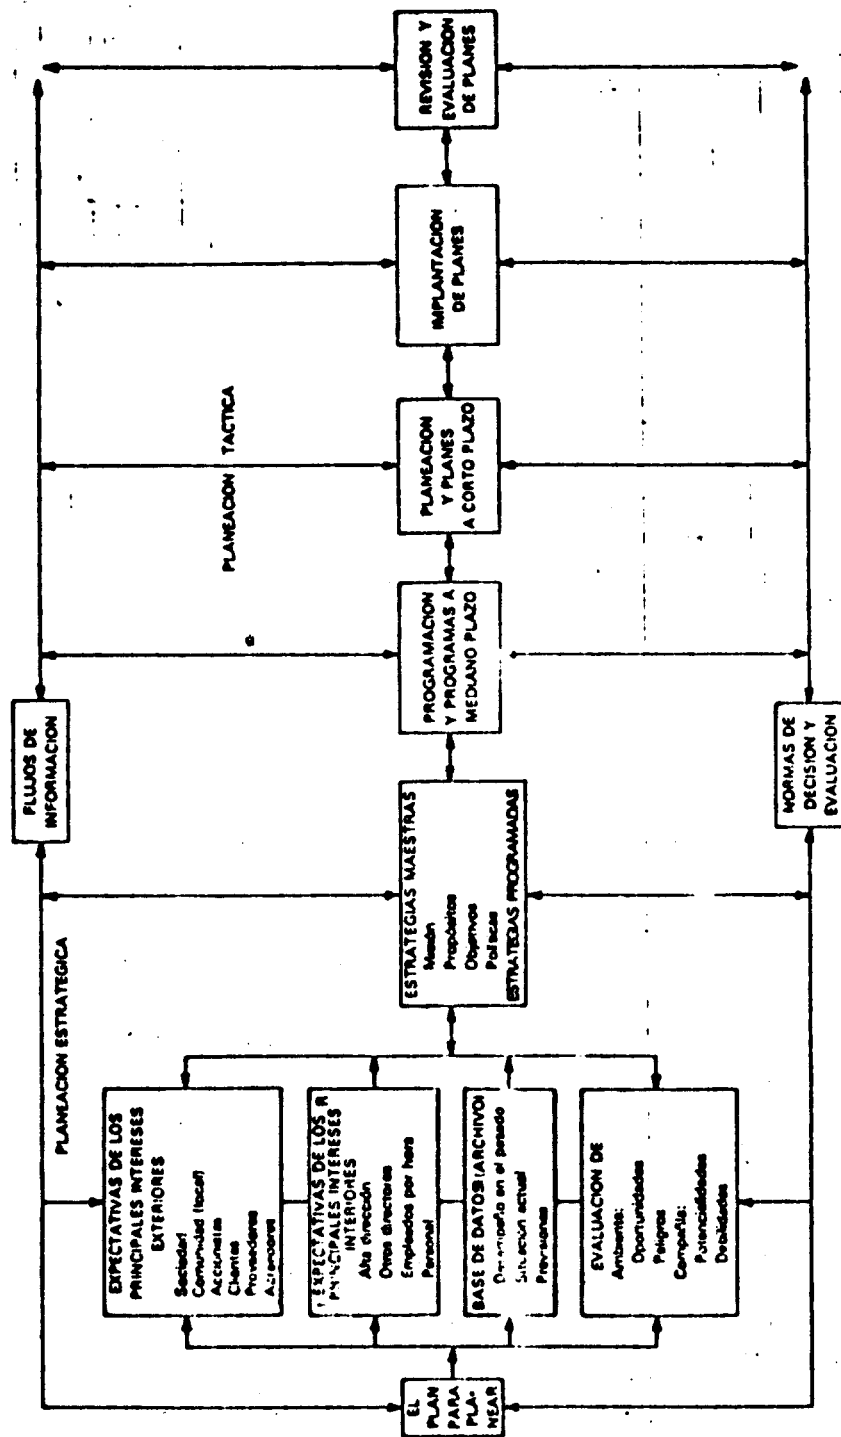 PLANEACION ESTRATEGICA
PLANEACION TACTICA
FLUJOS DE
INFORMACION
EL
PLAN
PARA
PLA-
NEAR
EXPECTATIVAS DE LOS
PRINCIPALES INTERESES
EXTERIORES
Sociedad
Comunidad (local)
Accionistas
Clientes
Proveedores
Acreedores
EXPECTATIVAS DE LOS
PRINCIPALES INTERESES
INTERIORES
Alta dirección
Otros directores
Empleados por hora
Personal
BASE DE DATOS (ARCHIVO)
Desempeño en el pasado
Situación actual
Previsiones
EVALUACION DE
Ambiente:
Oportunidades
Peligros
Compañía:
Potencialidades
Debilidades
ESTRATEGIAS MAESTRAS
Misión
Propósitos
Objetivos
Políticas
ESTRATEGIAS PROGRAMADAS
PROGRAMACION
Y PROGRAMAS A
MEDIANO PLAZO
PLANEACION
Y PLANES
A CORTO PLAZO
IMPLANTACION
DE PLANES
REVISION Y
EVALUACION
DE PLANES
NORMAS DE
DECISION Y
EVALUACION